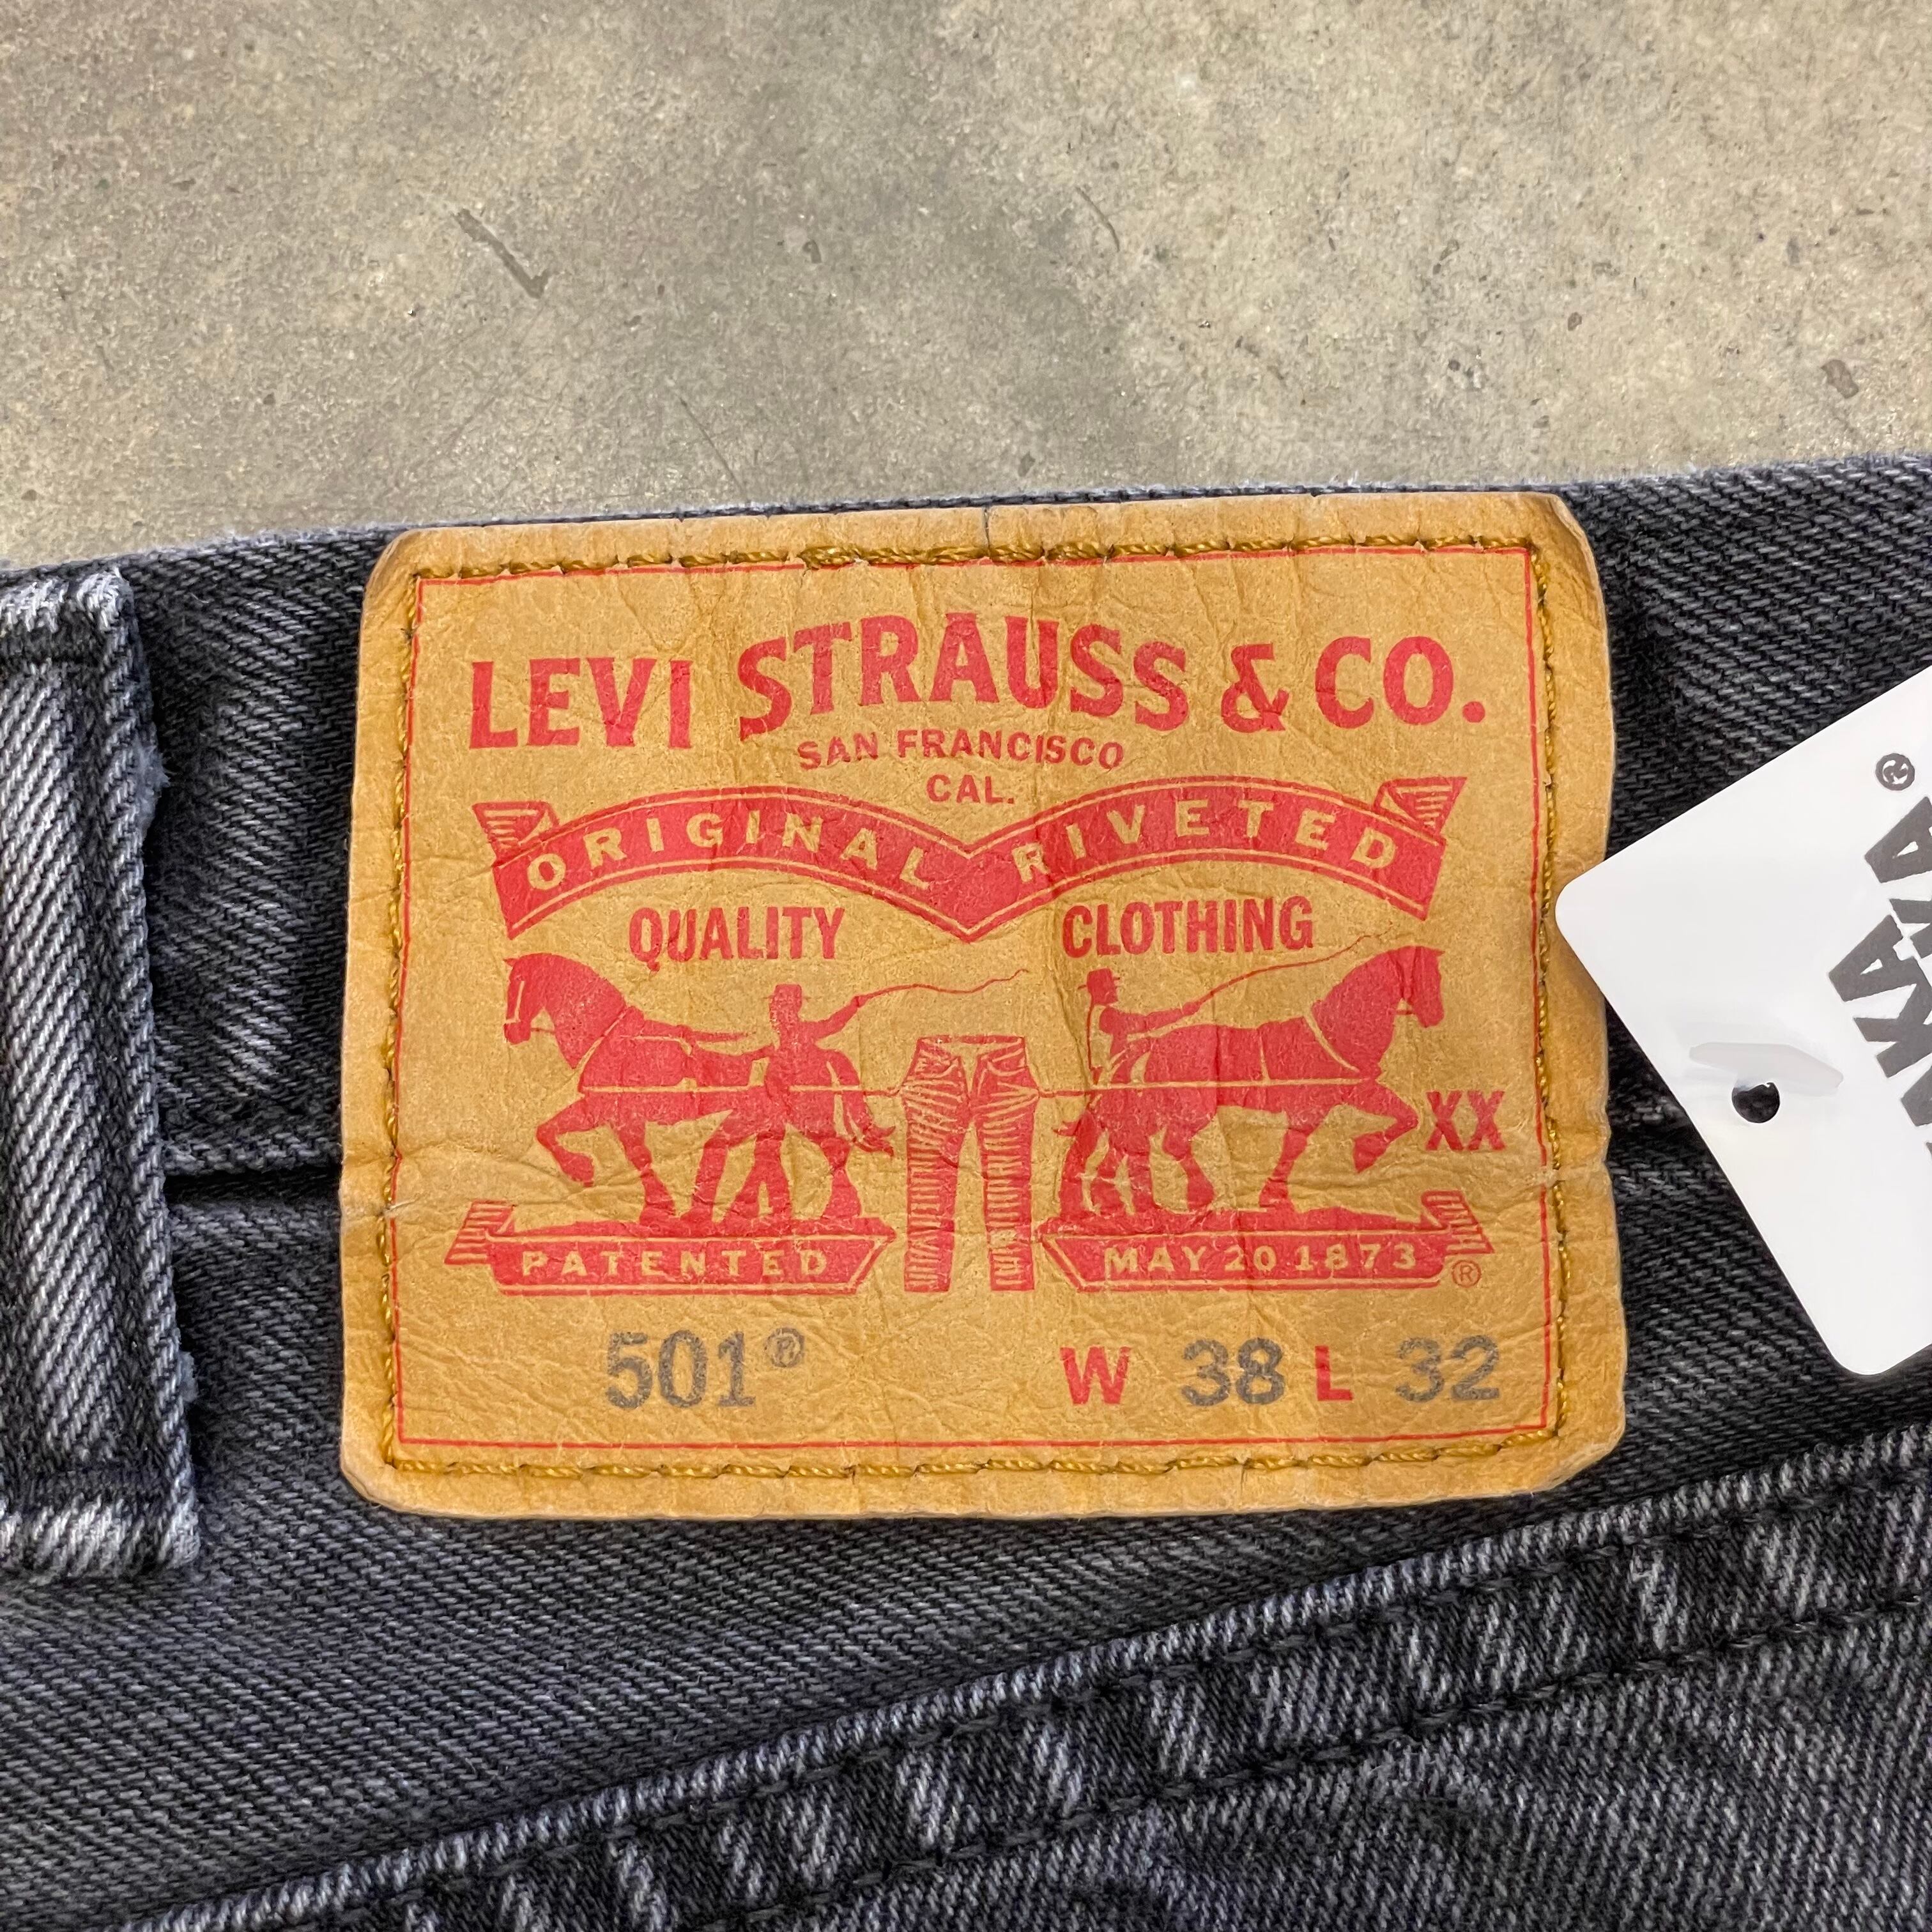 LEVI STRAUSS & CO.
SAN FRANCISCO
CAL.
ORIGINAL RIVETED
QUALITY CLOTHING
XX
PATENTED MAY 20 1873 ®
501® W 38 L 32